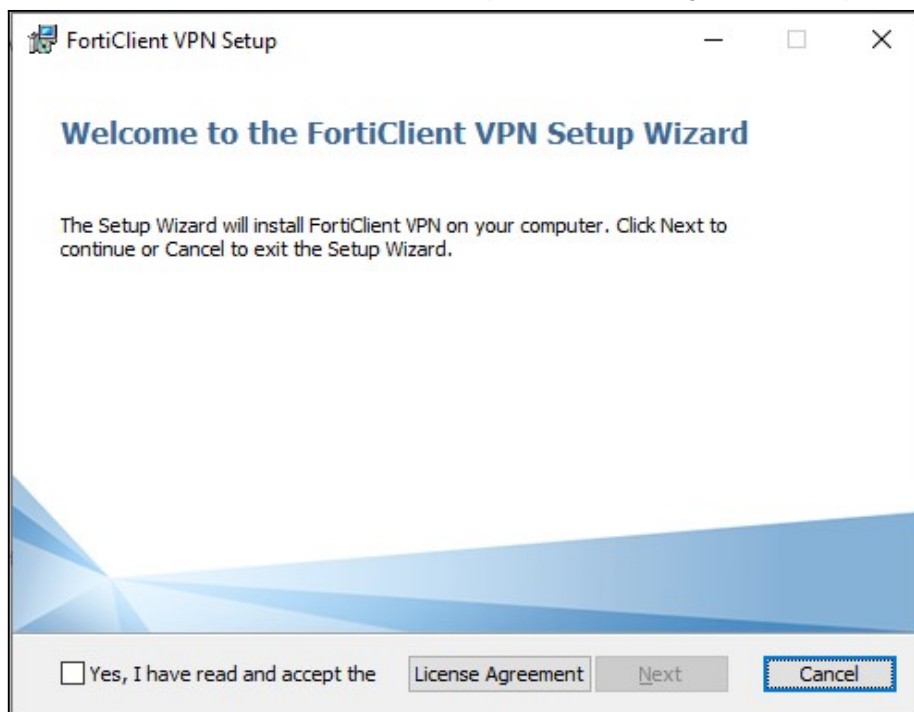 FortiClient VPN Setup
Welcome to the FortiClient VPN Setup Wizard
The Setup Wizard will install FortiClient VPN on your computer. Click Next to
continue or Cancel to exit the Setup Wizard.
Yes, I have read and accept the License Agreement Next Cancel